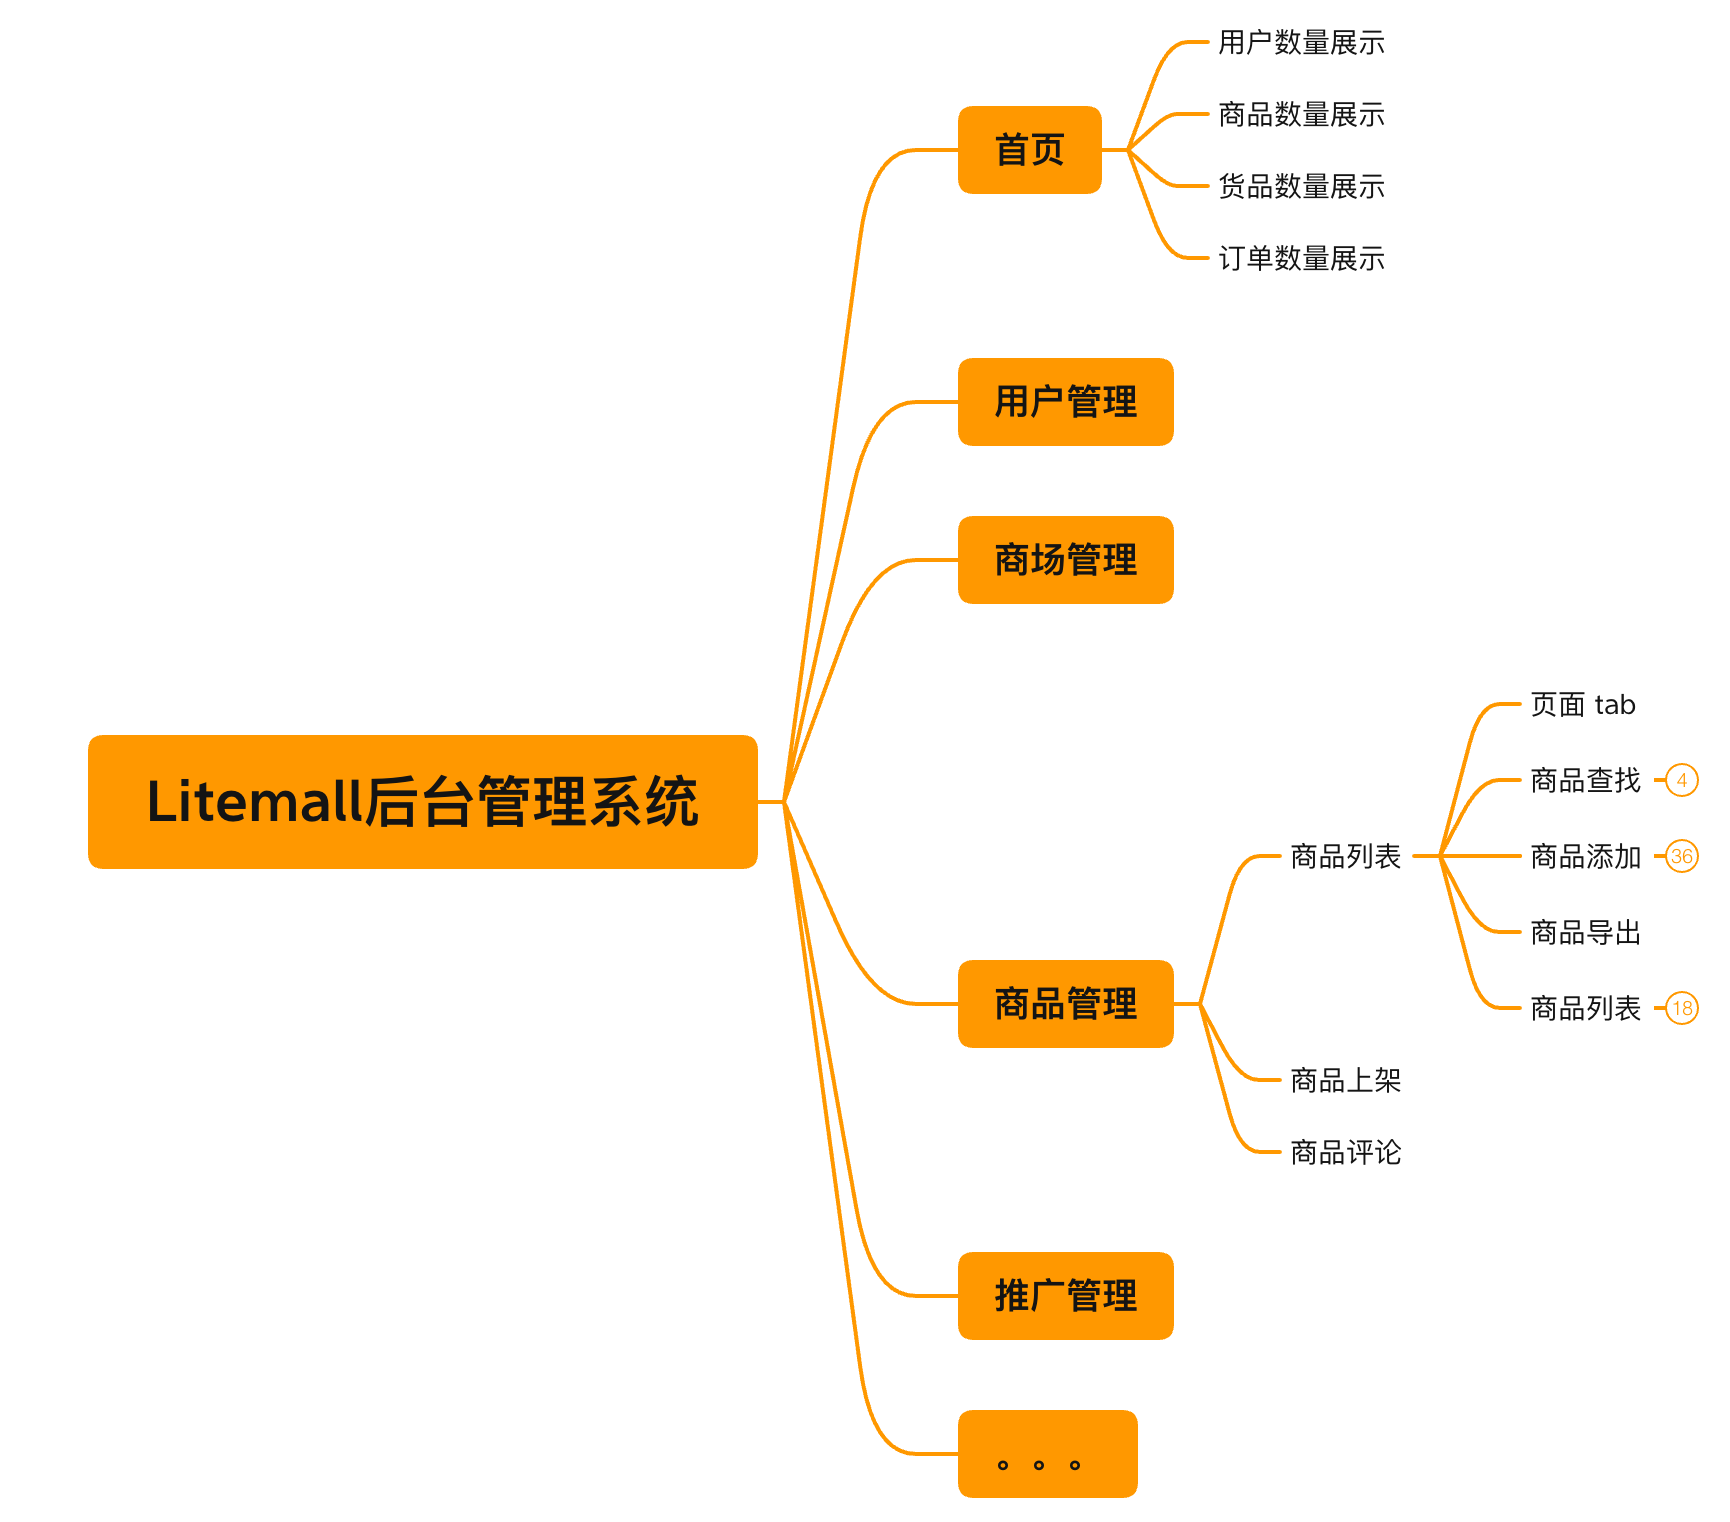 Litemall后台管理系统
首页
用户数量展示
商品数量展示
货品数量展示
订单数量展示
用户管理
商场管理
商品管理
商品列表
页面 tab
商品查找 4
商品添加 36
商品导出
商品列表 18
商品上架
商品评论
推广管理
。。。